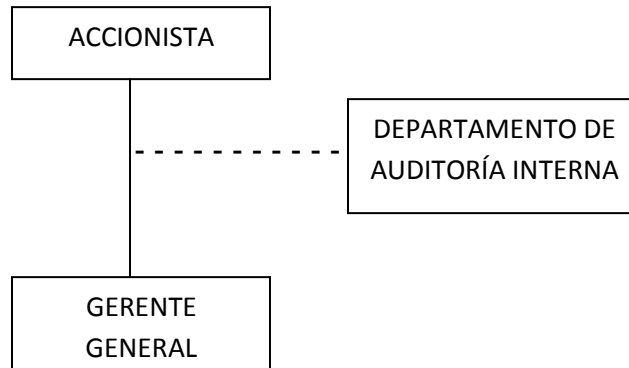 ACCIONISTA
DEPARTAMENTO DE
AUDITORÍA INTERNA
GERENTE
GENERAL